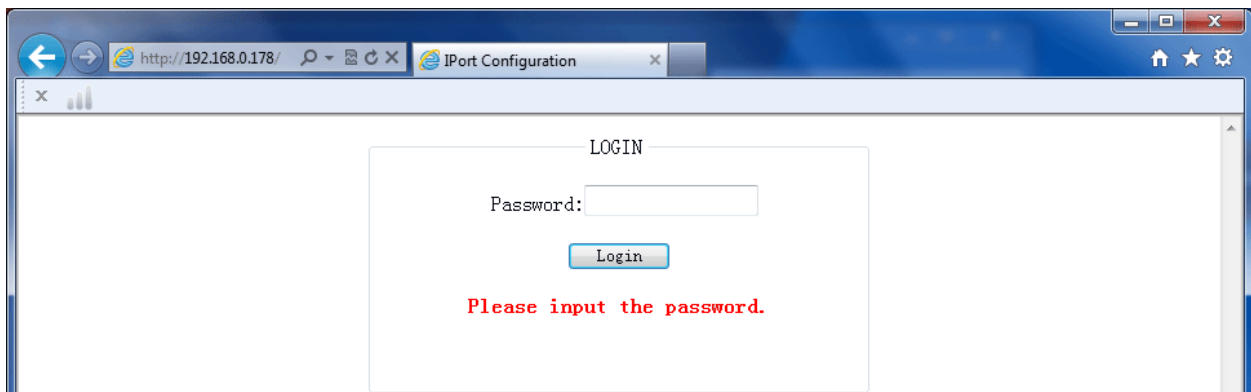 http://192.168.0.178/ IPort Configuration
LOGIN
Password:
Login
Please input the password.